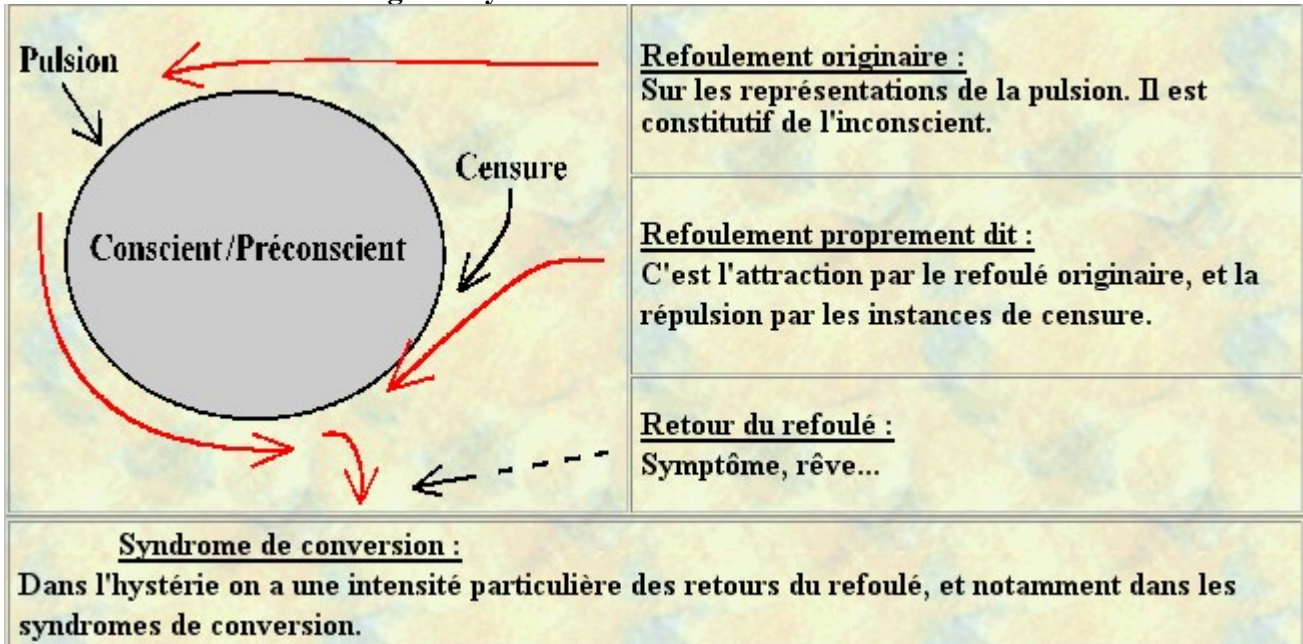 Pulsion
Censure
Conscient/Préconscient
Refoulement originaire :
Sur les représentations de la pulsion. Il est
constitutif de l'inconscient.
Refoulement proprement dit :
C'est l'attraction par le refoulé originaire, et la
répulsion par les instances de censure.
Retour du refoulé :
Symptôme, rêve...
Syndrome de conversion :
Dans l'hystérie on a une intensité particulière des retours du refoulé, et notamment dans les
syndromes de conversion.